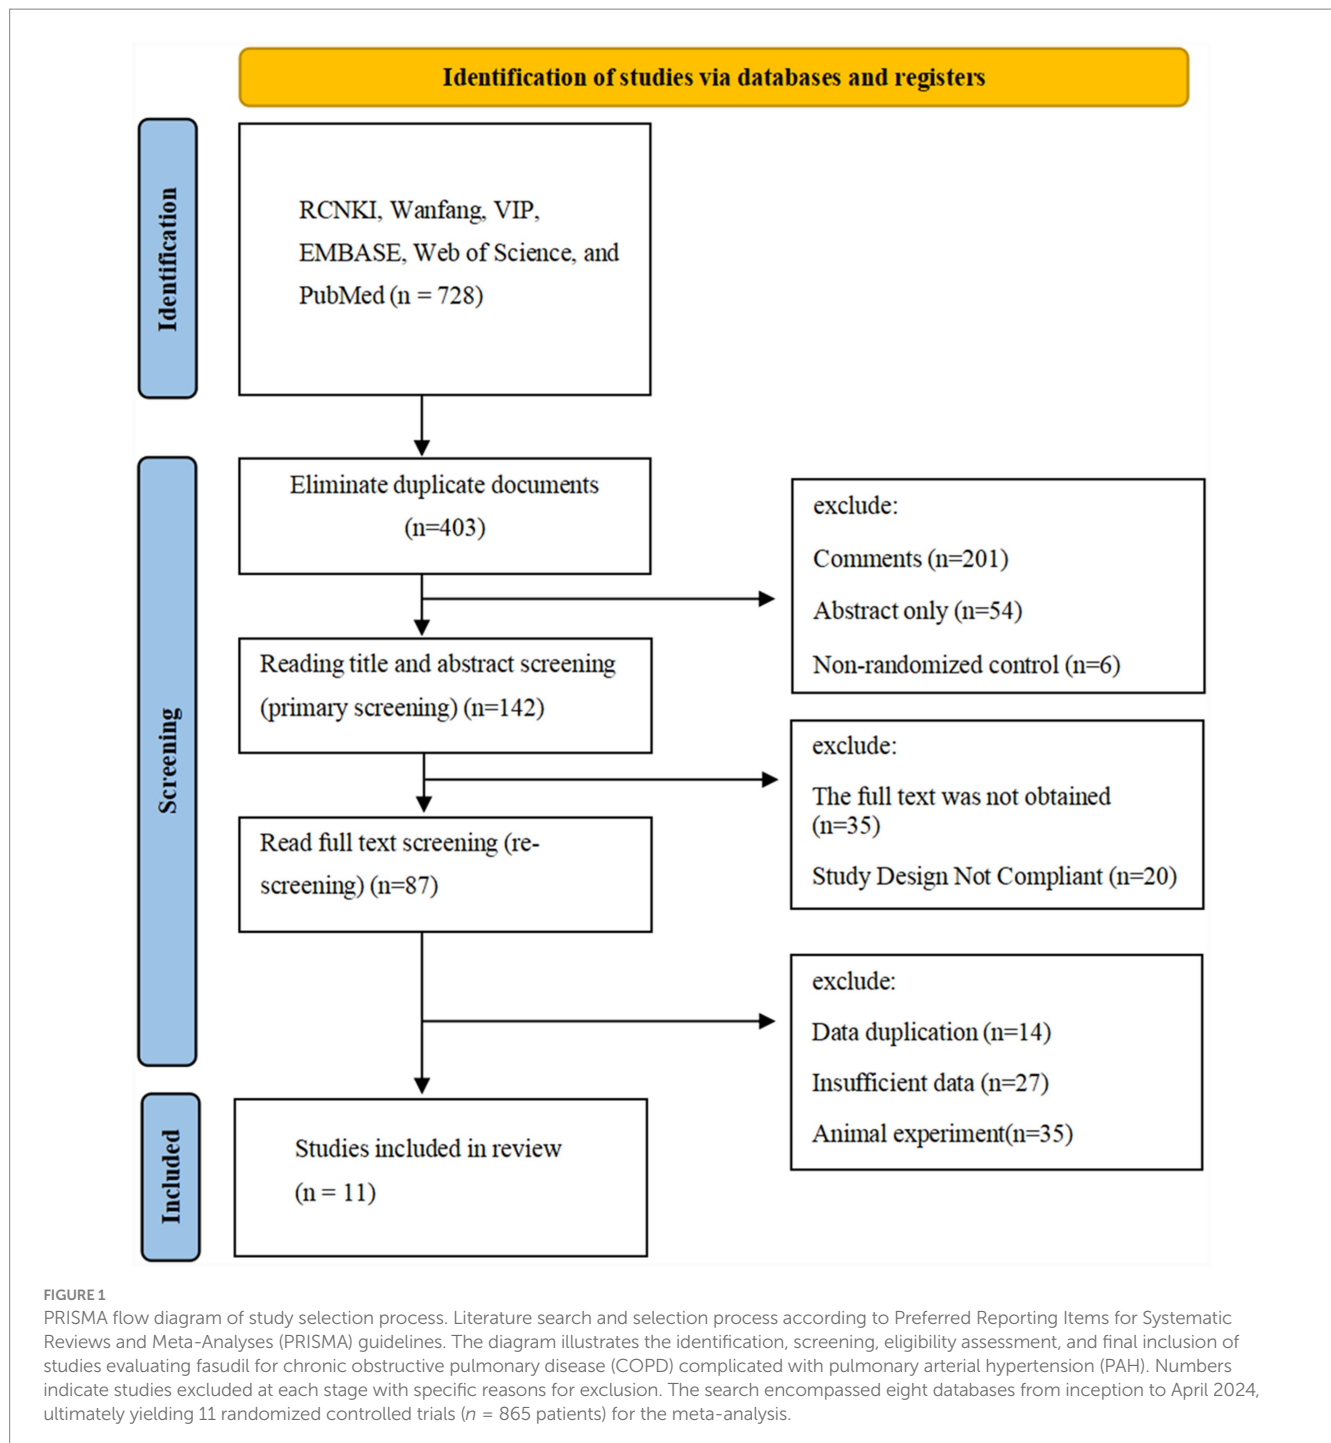 Identification of studies via databases and registers
Identification
RCNKI, Wanfang, VIP,
EMBASE, Web of Science, and
PubMed (n = 728)
Screening
Eliminate duplicate documents
(n=403)
exclude:
Comments (n=201)
Abstract only (n=54)
Non-randomized control (n=6)
Reading title and abstract screening
(primary screening) (n=142)
exclude:
The full text was not obtained
(n=35)
Study Design Not Compliant (n=20)
Read full text screening (re-
screening) (n=87)
exclude:
Data duplication (n=14)
Insufficient data (n=27)
Animal experiment(n=35)
Included
Studies included in review
(n = 11)
FIGURE 1
PRISMA flow diagram of study selection process. Literature search and selection process according to Preferred Reporting Items for Systematic
Reviews and Meta-Analyses (PRISMA) guidelines. The diagram illustrates the identification, screening, eligibility assessment, and final inclusion of
studies evaluating fasudil for chronic obstructive pulmonary disease (COPD) complicated with pulmonary arterial hypertension (PAH). Numbers
indicate studies excluded at each stage with specific reasons for exclusion. The search encompassed eight databases from inception to April 2024,
ultimately yielding 11 randomized controlled trials (n = 865 patients) for the meta-analysis.